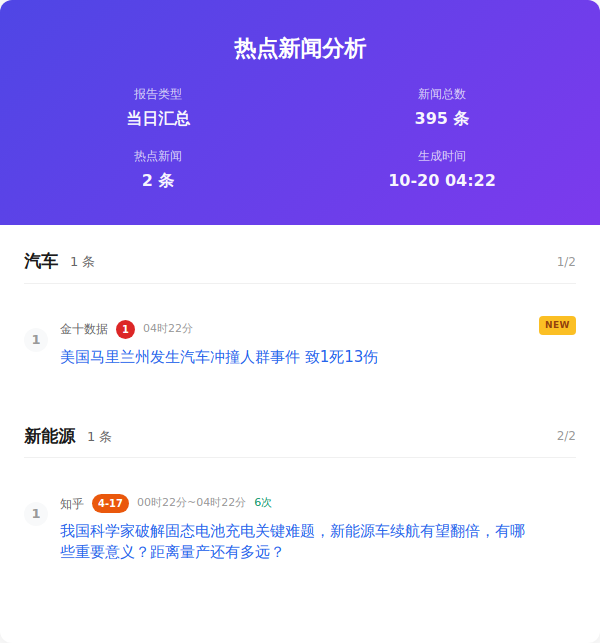 热点新闻分析
报告类型
新闻总数
当日汇总
395 条
热点新闻
生成时间
2 条
10-20 04:22
汽车 1 条 1/2
1
金十数据 1 04时22分 NEW
美国马里兰州发生汽车冲撞人群事件 致1死13伤
新能源 1 条 2/2
1
知乎 4-17 00时22分~04时22分 6次
我国科学家破解固态电池充电关键难题，新能源车续航有望翻倍，有哪
些重要意义？距离量产还有多远？